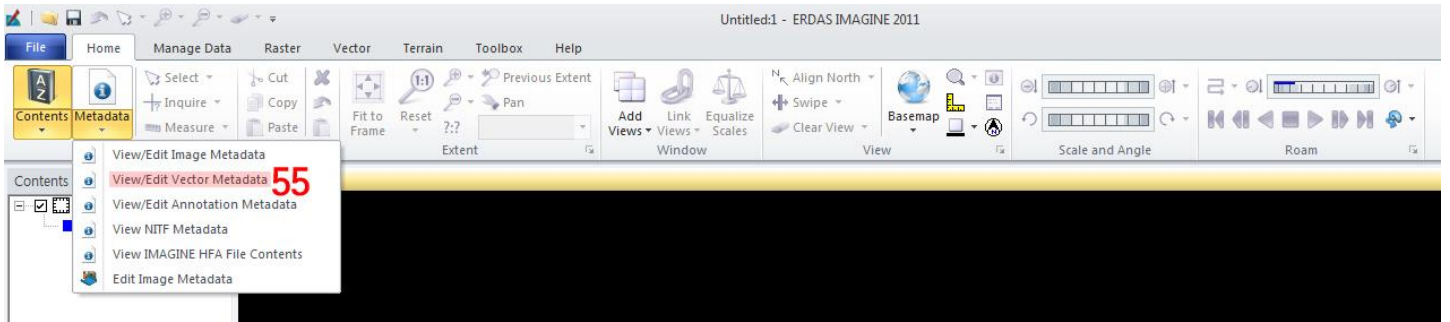 Untitled:1 - ERDAS IMAGINE 2011
File Home Manage Data Raster Vector Terrain Toolbox Help
A Z Select Cut 1:1 Previous Extent Align North
Inquire Copy Pan Swipe
Contents Metadata Measure Paste Fit to Frame Reset ?:? Add Views Link Views Equalize Scales Clear View Basemap
Extent Window View Scale and Angle Roam
View/Edit Image Metadata
Contents View/Edit Vector Metadata 55
View/Edit Annotation Metadata
View NITF Metadata
View IMAGINE HFA File Contents
Edit Image Metadata